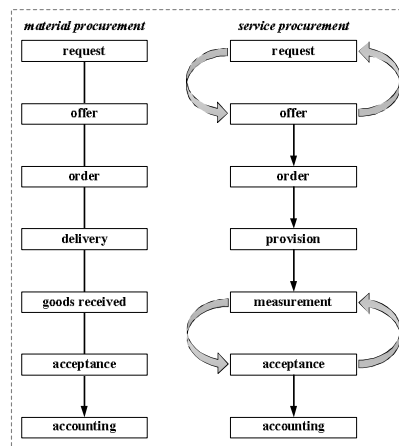 material procurement
request
offer
order
delivery
goods received
acceptance
accounting
service procurement
request
offer
order
provision
measurement
acceptance
accounting